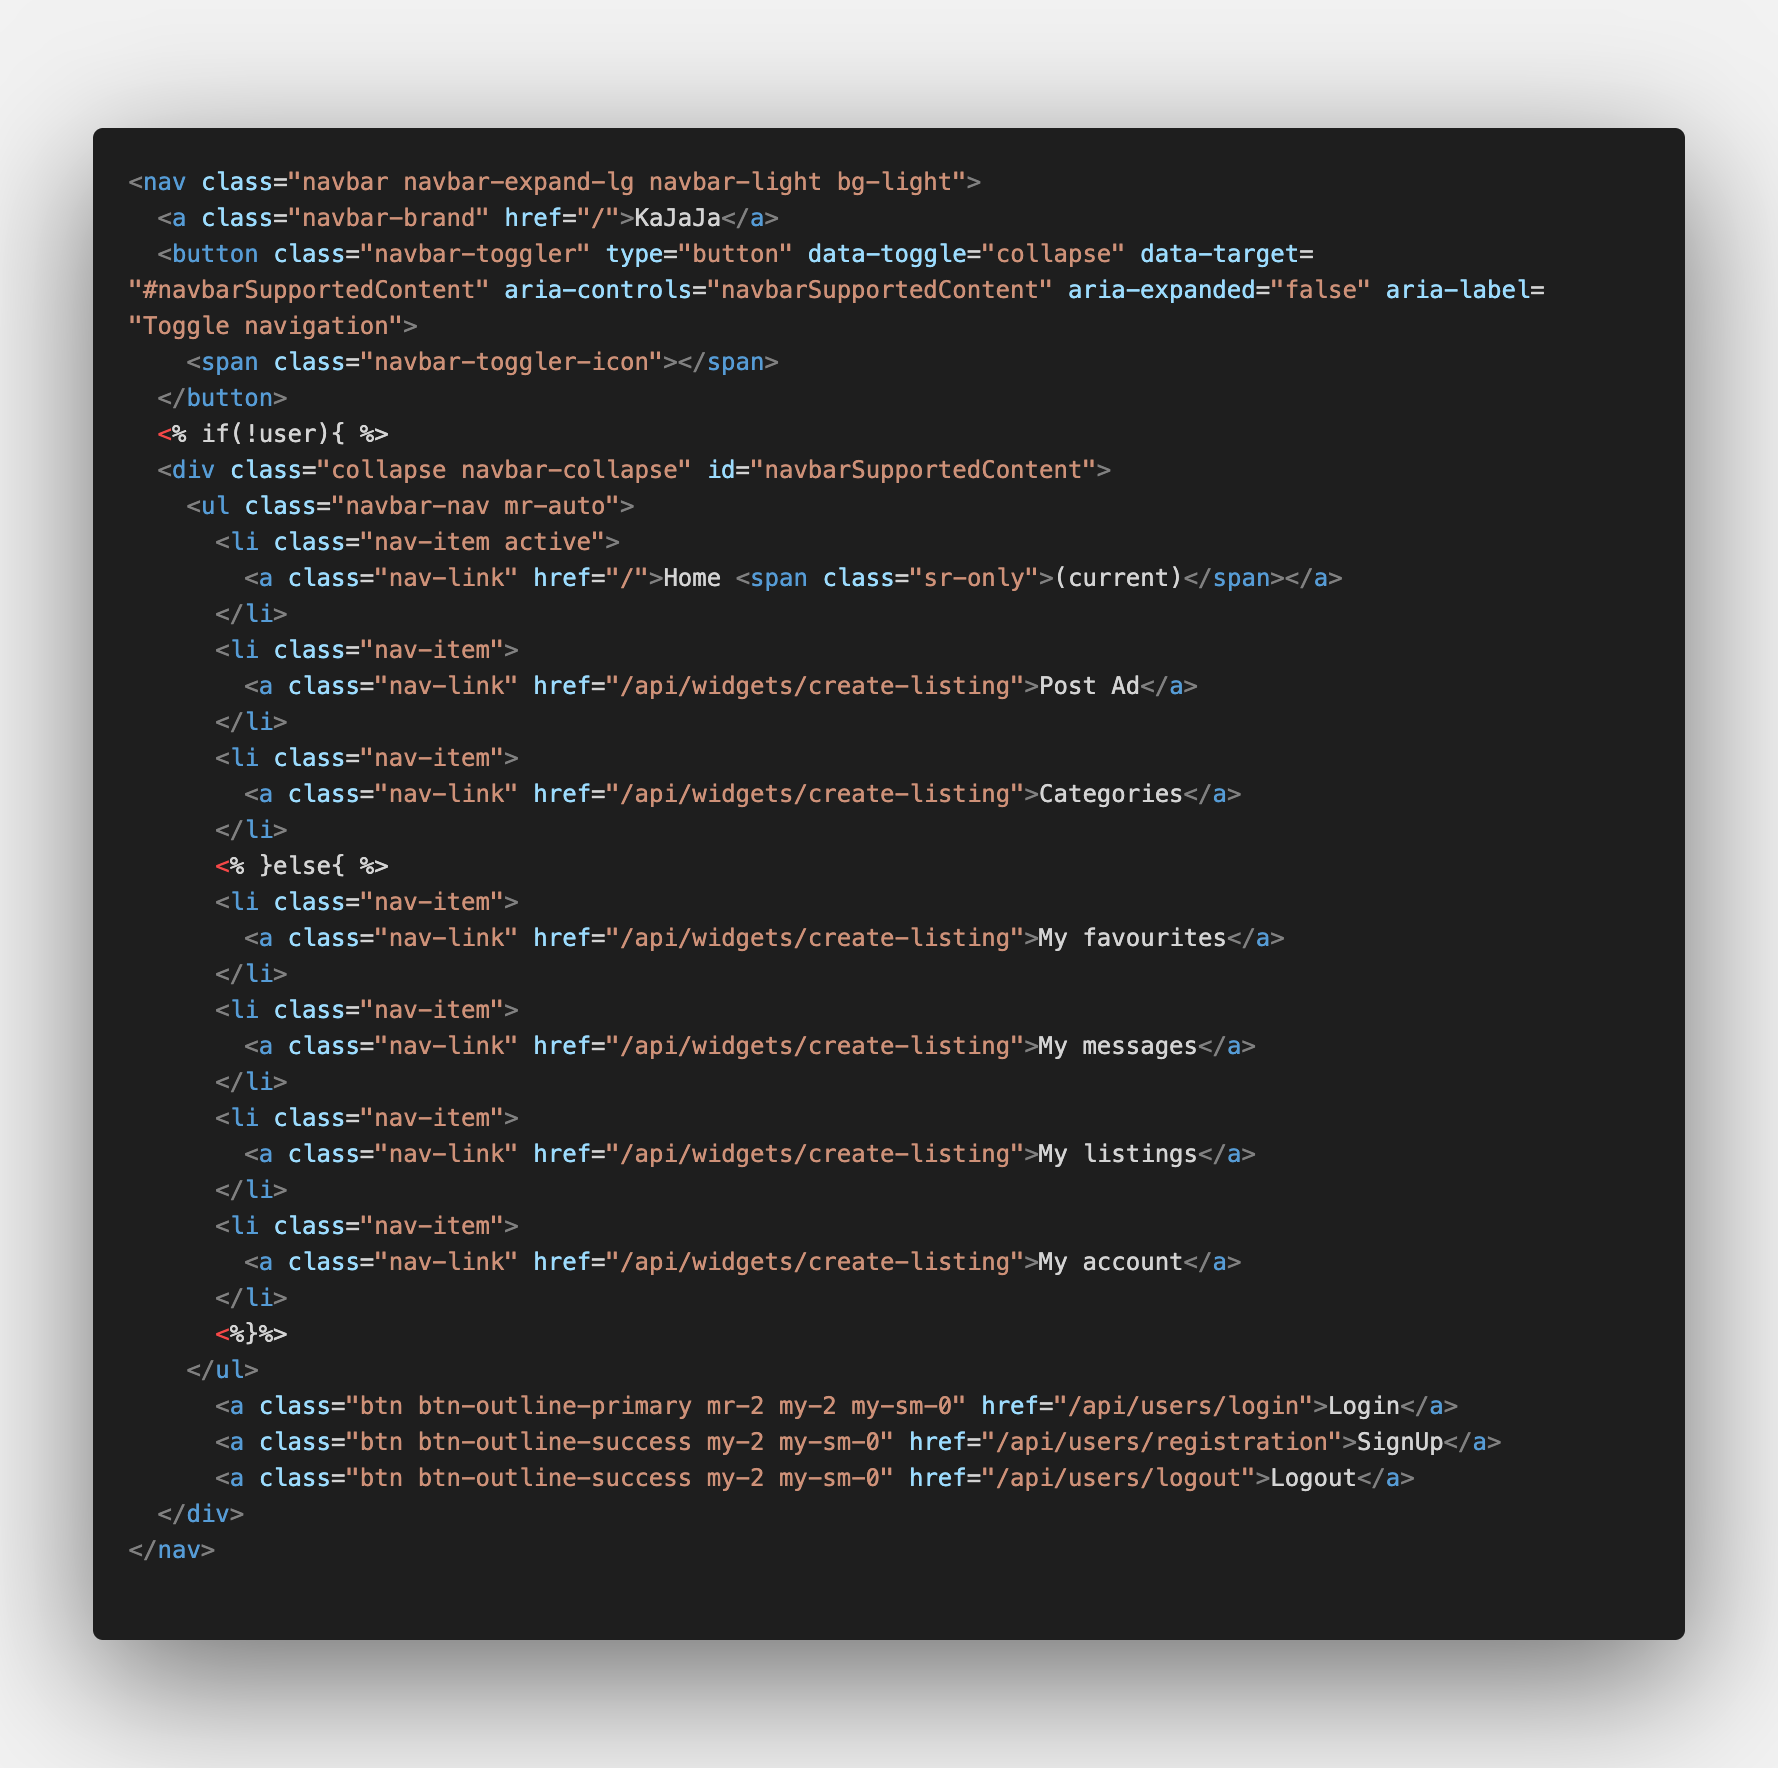 <nav class="navbar navbar-expand-lg navbar-light bg-light">
  <a class="navbar-brand" href="/">KaJaJa</a>
  <button class="navbar-toggler" type="button" data-toggle="collapse" data-target=
"#navbarSupportedContent" aria-controls="navbarSupportedContent" aria-expanded="false" aria-label=
"Toggle navigation">
    <span class="navbar-toggler-icon"></span>
  </button>
  <% if(!user){ %>
  <div class="collapse navbar-collapse" id="navbarSupportedContent">
    <ul class="navbar-nav mr-auto">
      <li class="nav-item active">
        <a class="nav-link" href="/">Home <span class="sr-only">(current)</span></a>
      </li>
      <li class="nav-item">
        <a class="nav-link" href="/api/widgets/create-listing">Post Ad</a>
      </li>
      <li class="nav-item">
        <a class="nav-link" href="/api/widgets/create-listing">Categories</a>
      </li>
      <% }else{ %>
      <li class="nav-item">
        <a class="nav-link" href="/api/widgets/create-listing">My favourites</a>
      </li>
      <li class="nav-item">
        <a class="nav-link" href="/api/widgets/create-listing">My messages</a>
      </li>
      <li class="nav-item">
        <a class="nav-link" href="/api/widgets/create-listing">My listings</a>
      </li>
      <li class="nav-item">
        <a class="nav-link" href="/api/widgets/create-listing">My account</a>
      </li>
      <%}%>
    </ul>
      <a class="btn btn-outline-primary mr-2 my-2 my-sm-0" href="/api/users/login">Login</a>
      <a class="btn btn-outline-success my-2 my-sm-0" href="/api/users/registration">SignUp</a>
      <a class="btn btn-outline-success my-2 my-sm-0" href="/api/users/logout">Logout</a>
  </div>
</nav>